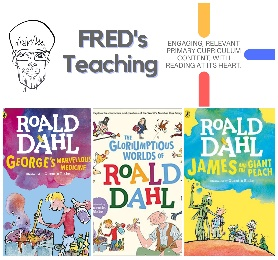 FRED's
Teaching
ENGAGING, RELEVANT
PRIMARY CURRICULUM
CONTENT, WITH
READING AT ITS HEART.
ROALD
DAHL
GEORGE'S MARVELLOUS
MEDICINE
THE
GLORIUMPTIOUS
WORLDS OF
ROALD
DAHL
ROALD
DAHL
JAMES AND THE GIANT
PEACH